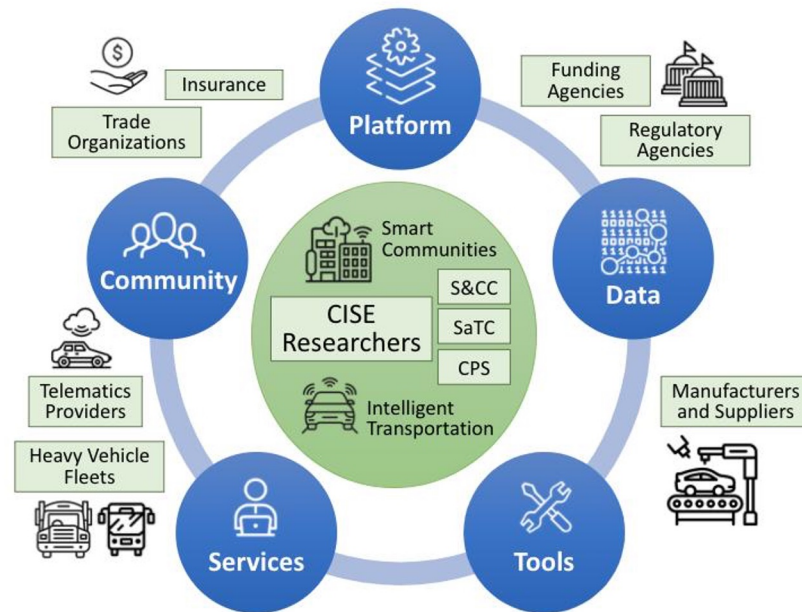 Platform
Insurance
Trade
Organizations
Funding
Agencies
Regulatory
Agencies
Community
Data
Smart
Communities
CISE
Researchers
S&CC
SaTC
CPS
Intelligent
Transportation
Telematics
Providers
Heavy Vehicle
Fleets
Manufacturers
and Suppliers
Services
Tools